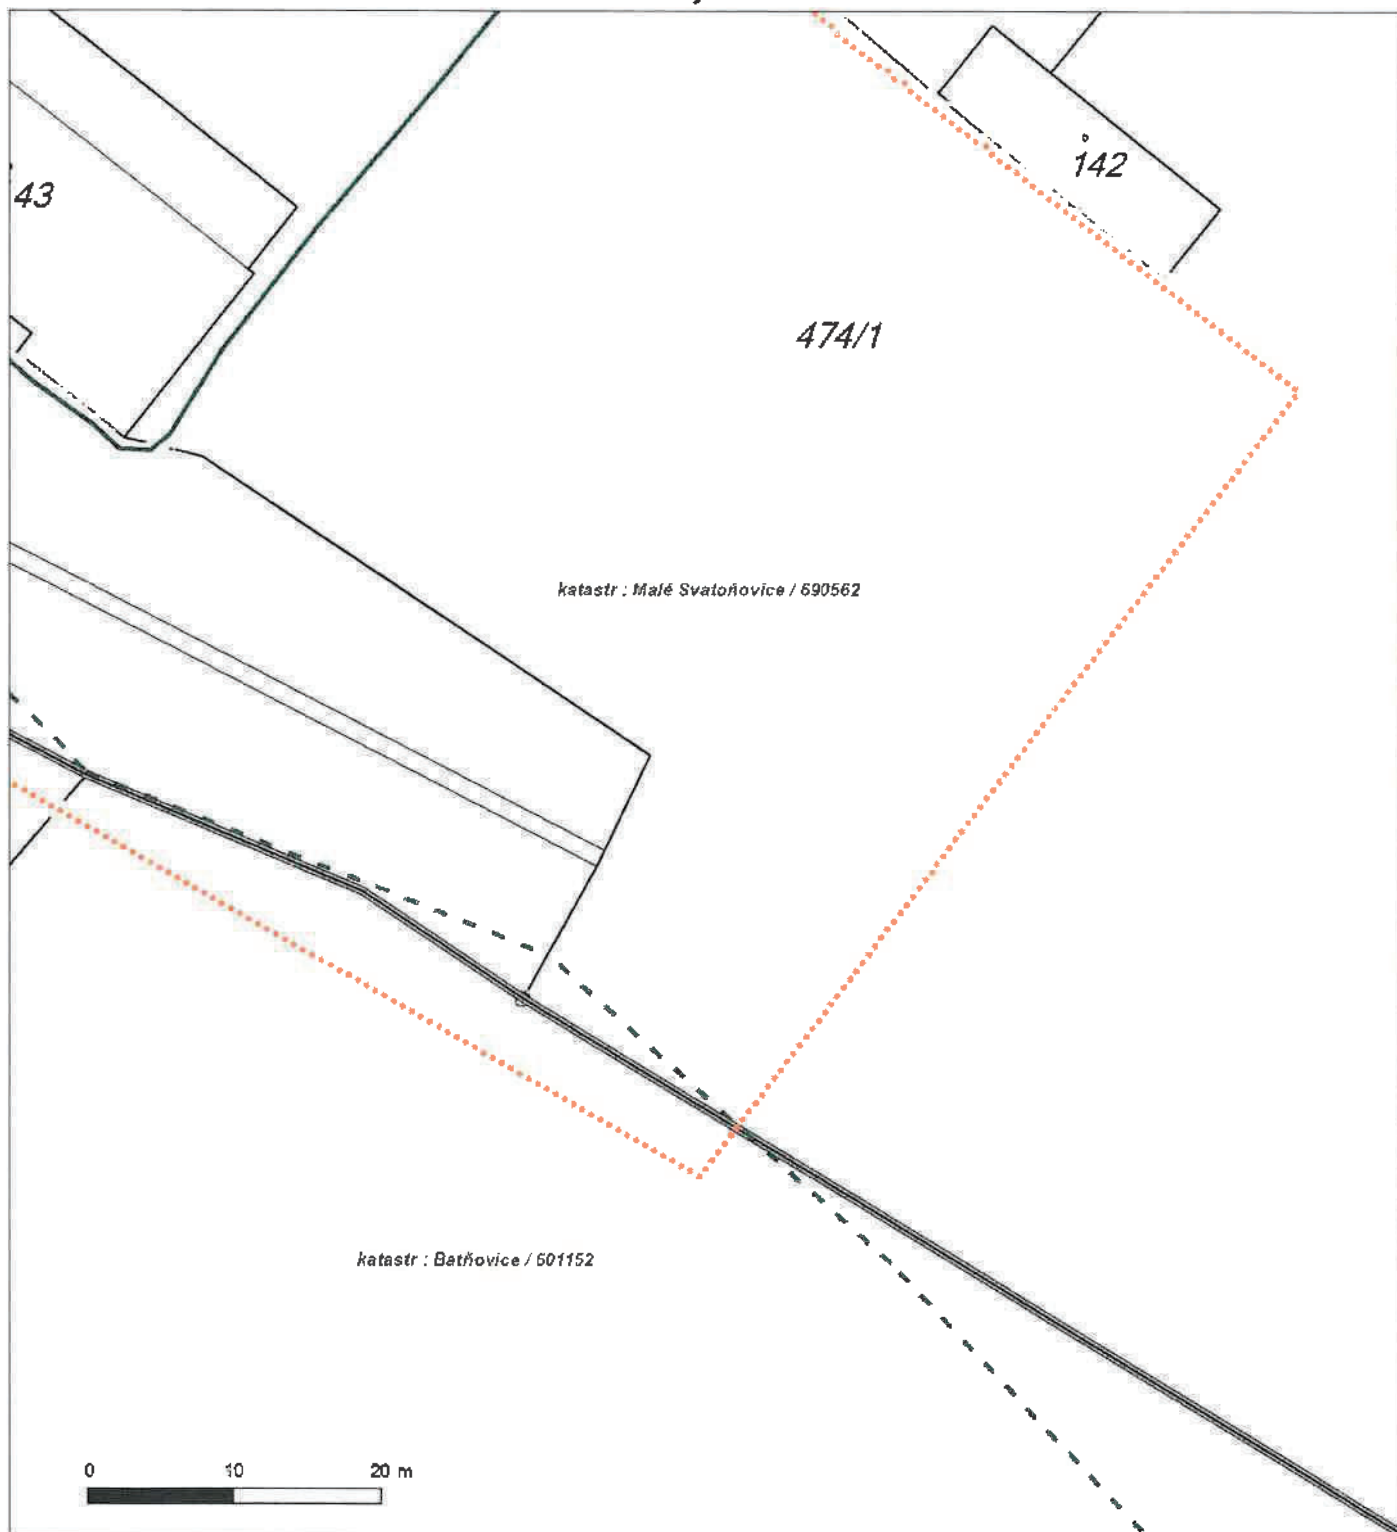 142
43
474/1
katastr : Malé Svatoňovice / 690562
katastr : Batňovice / 601152
0 10 20 m